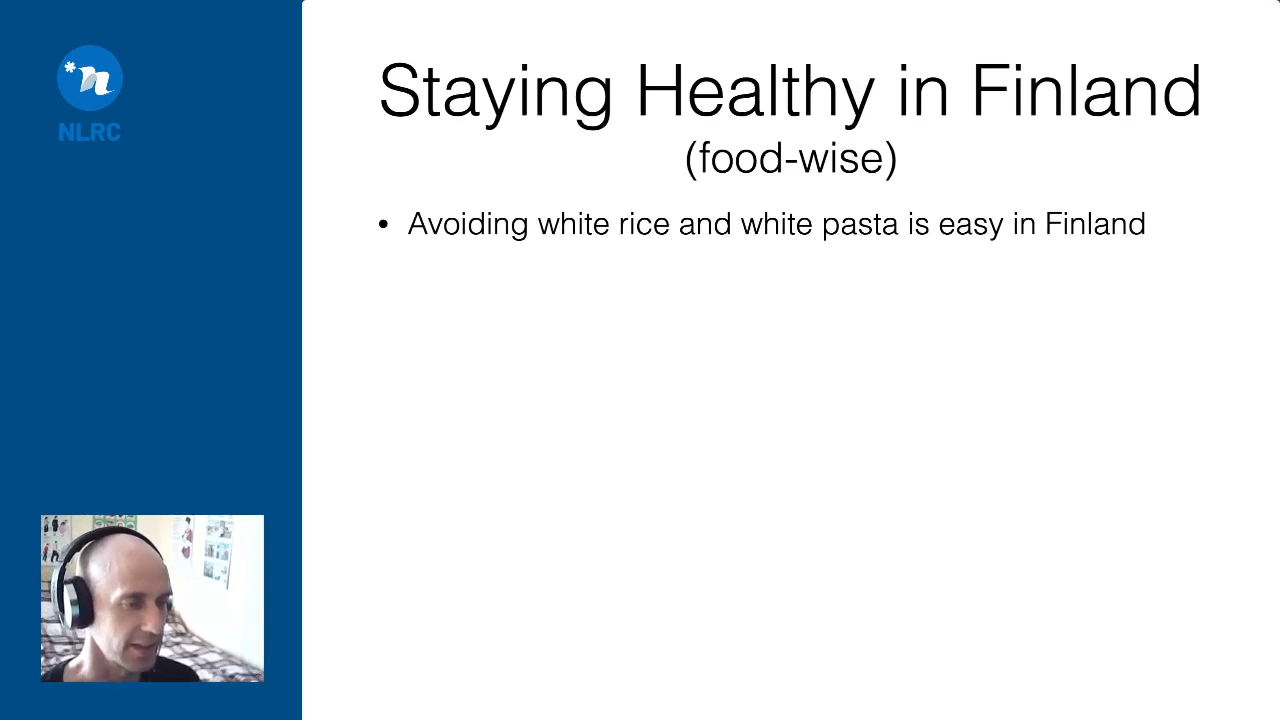 NLRC
Staying Healthy in Finland
(food-wise)
• Avoiding white rice and white pasta is easy in Finland